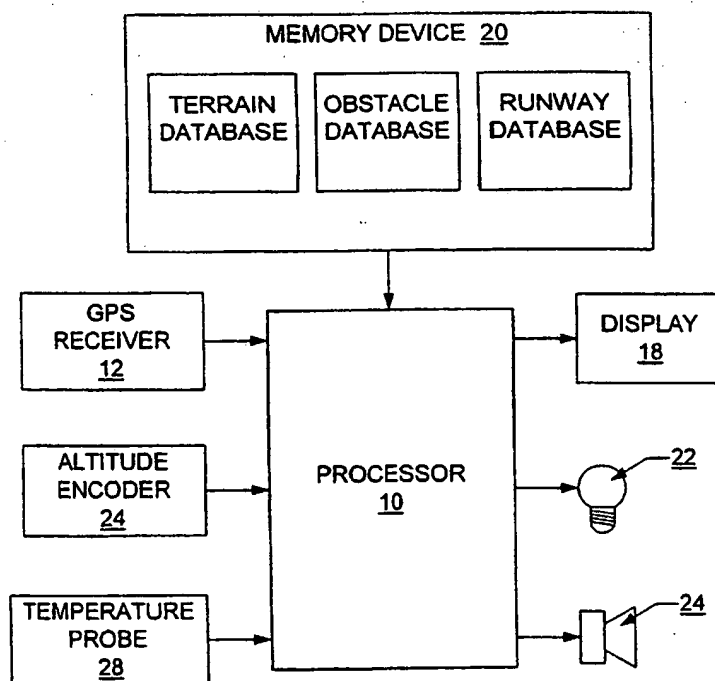 MEMORY DEVICE 20
TERRAIN
DATABASE
OBSTACLE
DATABASE
RUNWAY
DATABASE
GPS
RECEIVER
12
DISPLAY
18
ALTITUDE
ENCODER
24
PROCESSOR
10
22
TEMPERATURE
PROBE
28
24